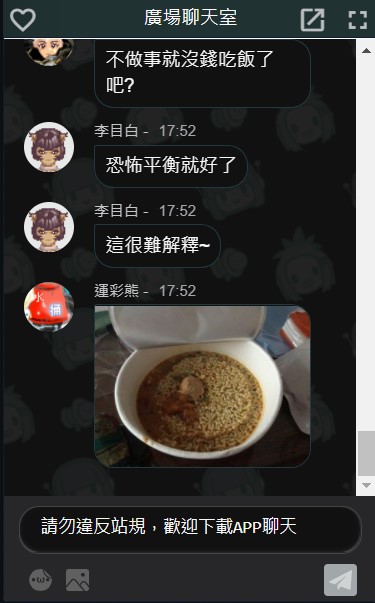 廣場聊天室
不做事就沒錢吃飯了
吧?
李目白 - 17:52
恐怖平衡就好了
李目白 - 17:52
這很難解釋~
運彩熊 - 17:52
K
桶
請勿違反站規，歡迎下載APP聊天